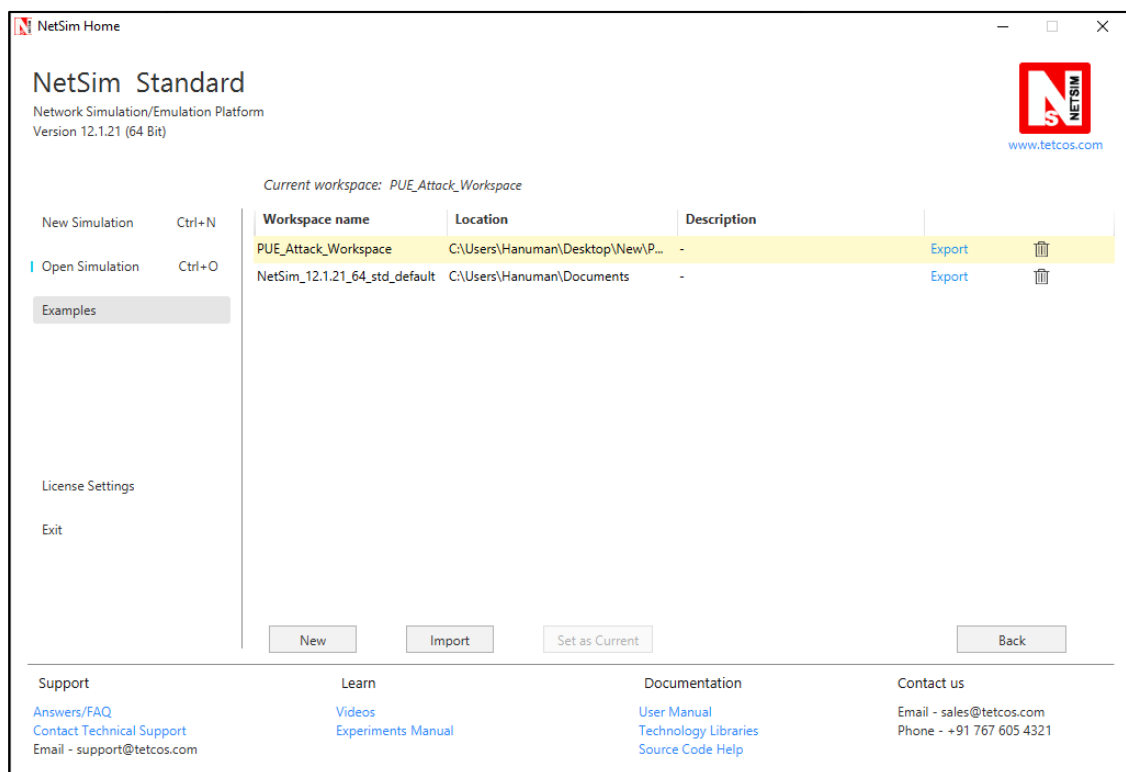 NetSim Home
NetSim Standard
Network Simulation/Emulation Platform
Version 12.1.21 (64 Bit)
NS NETSIM
www.tetcos.com
Current workspace: PUE_Attack_Workspace
New Simulation Ctrl+N
Open Simulation Ctrl+O
Examples
License Settings
Exit
Workspace name Location Description
PUE_Attack_Workspace C:\Users\Hanuman\Desktop\New\P... - Export
NetSim_12.1.21_64_std_default C:\Users\Hanuman\Documents - Export
New Import Set as Current Back
Support Learn Documentation Contact us
Answers/FAQ Videos User Manual Email - sales@tetcos.com
Contact Technical Support Experiments Manual Technology Libraries Phone - +91 767 605 4321
Email - support@tetcos.com Source Code Help